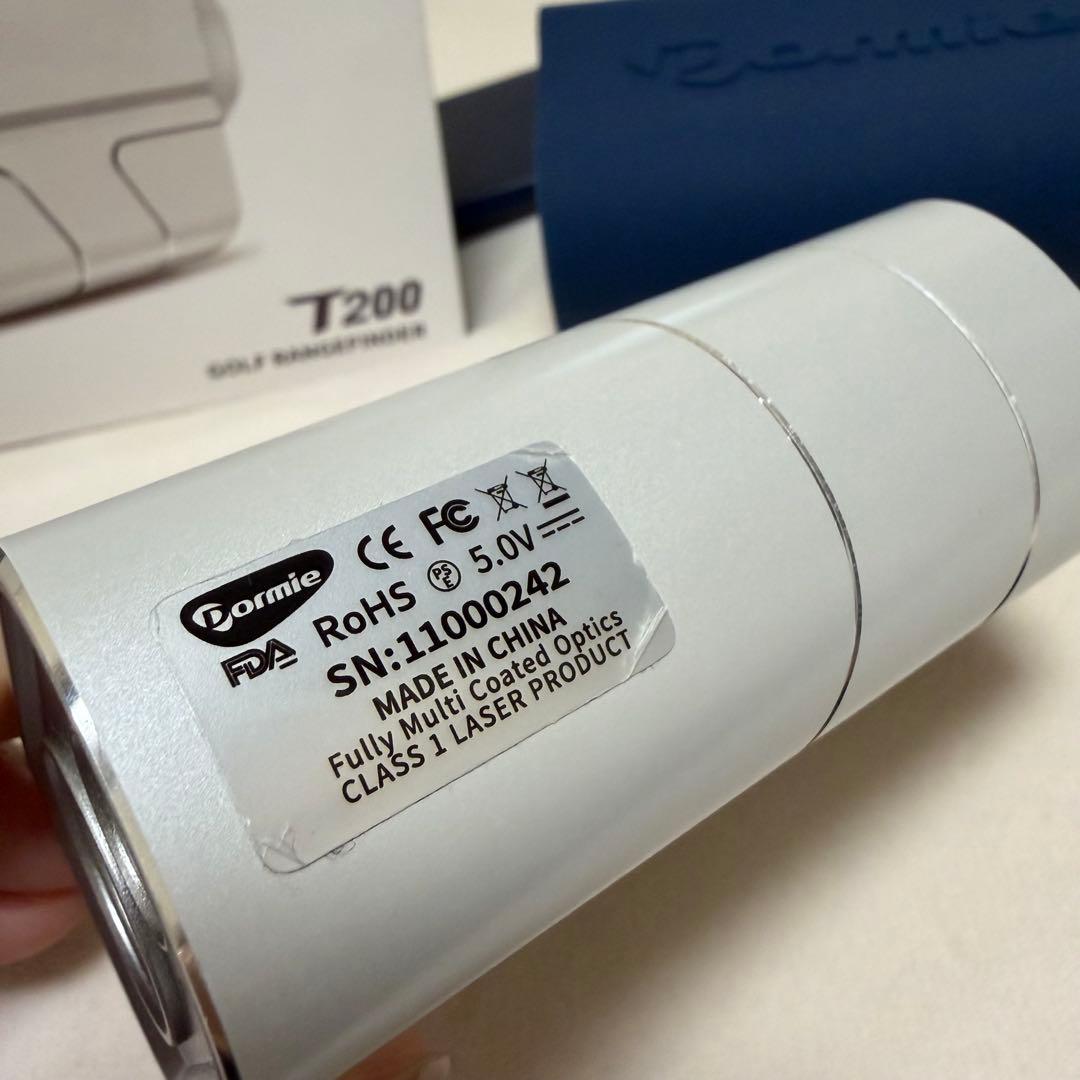 Dormie
T200
GOLF RANGEFINDER
Dormie
CE FC
RoHS PSE 5.0V
FDA
SN:11000242
MADE IN CHINA
Fully Multi Coated Optics
CLASS 1 LASER PRODUCT